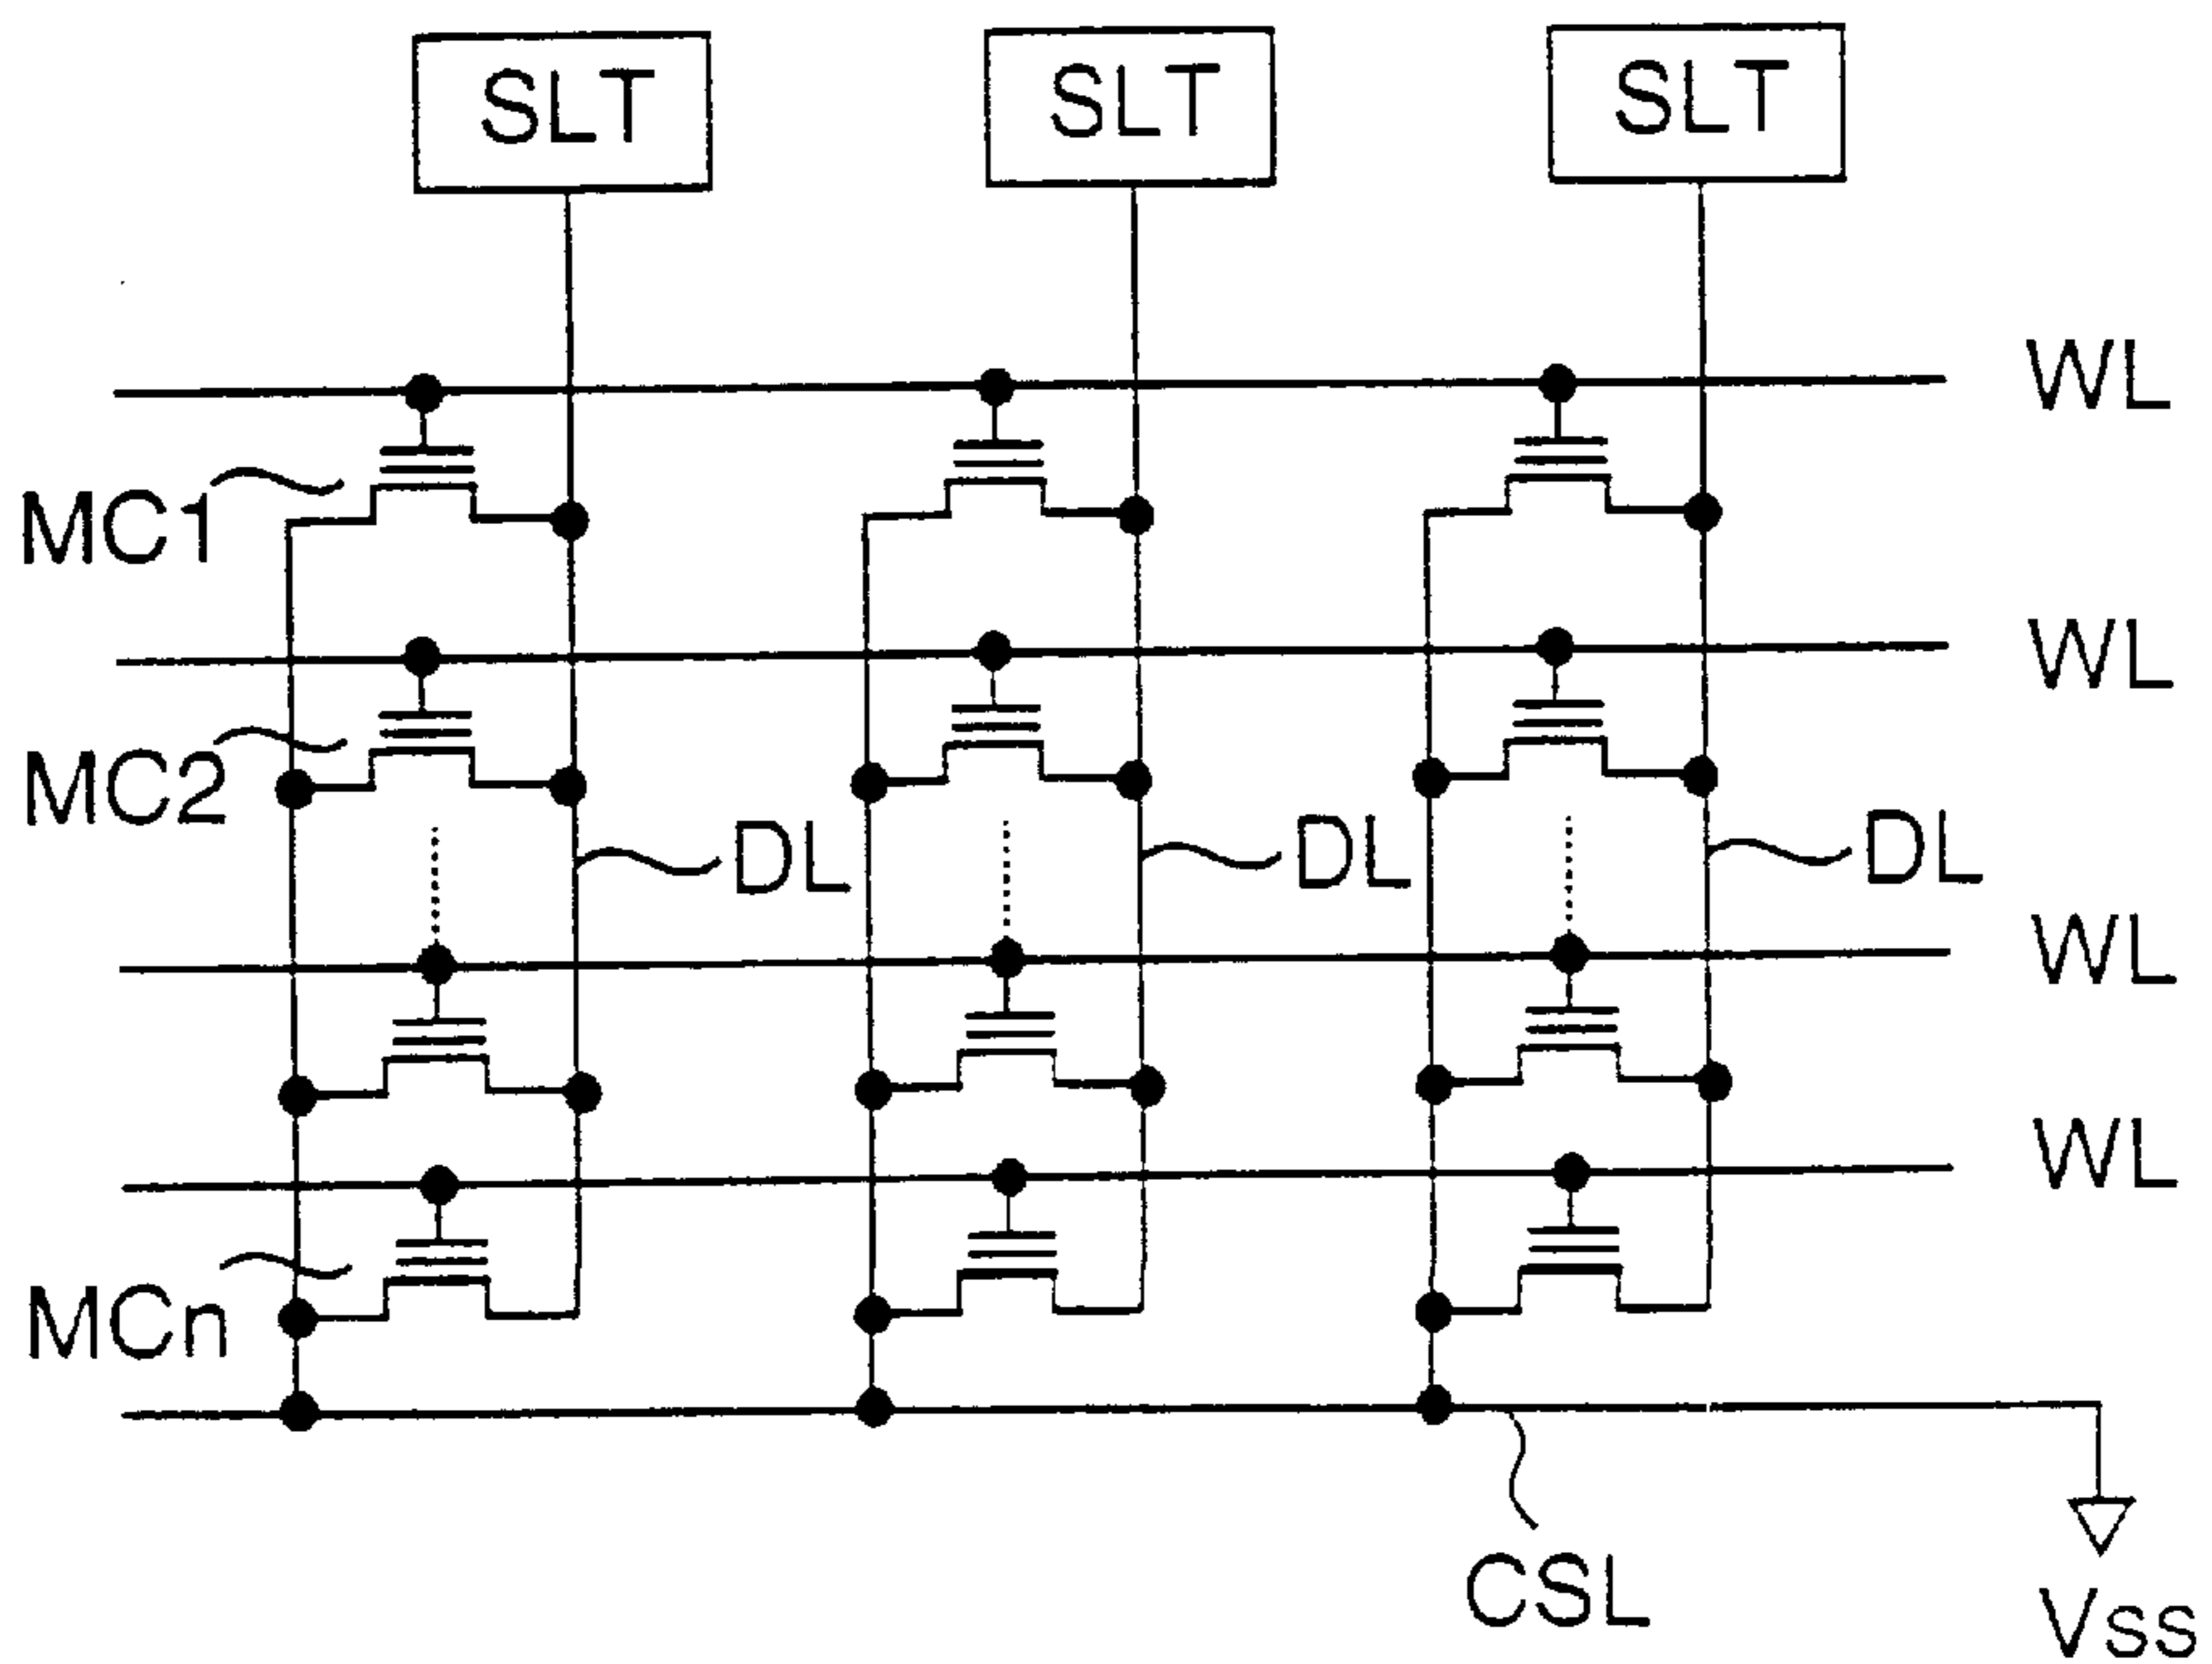 SLT SLT SLT
WL
MC1
WL
MC2
DL DL DL
WL
WL
MCn
CSL
VSS